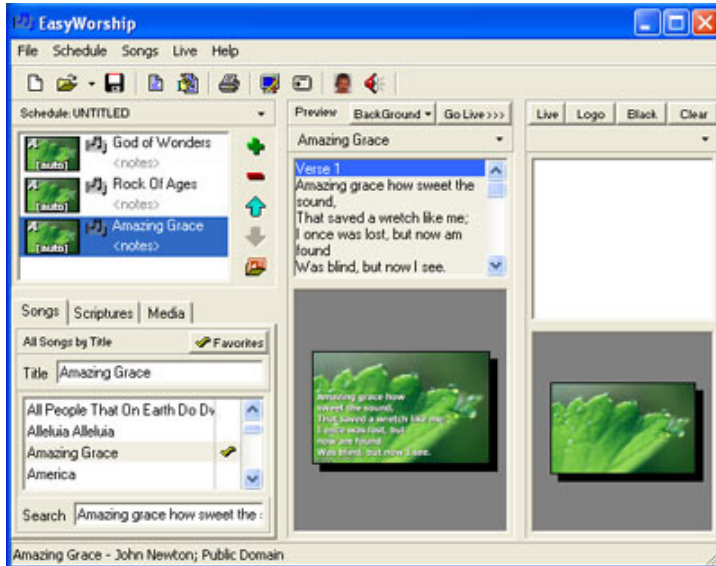 EasyWorship
File Schedule Songs Live Help
Schedule: UNTITLED
A God of Wonders
[auto] <notes>
A Rock Of Ages
[auto] <notes>
A Amazing Grace
[auto] <notes>
Songs Scriptures Media
All Songs by Title Favorites
Title Amazing Grace
All People That On Earth Do Dw
Alleluia Alleluia
Amazing Grace
America
Search Amazing grace how sweet the s
Preview BackGround Go Live >>>
Amazing Grace
Verse 1
Amazing grace how sweet the
sound,
That saved a wretch like me;
I once was lost, but now am
found
Was blind, but now I see.
Amazing grace how
sweet the sound,
That saved a wretch like me;
I once was lost, but
now am found
Was blind, but now I see.
Live Logo Black Clear
Amazing Grace - John Newton; Public Domain